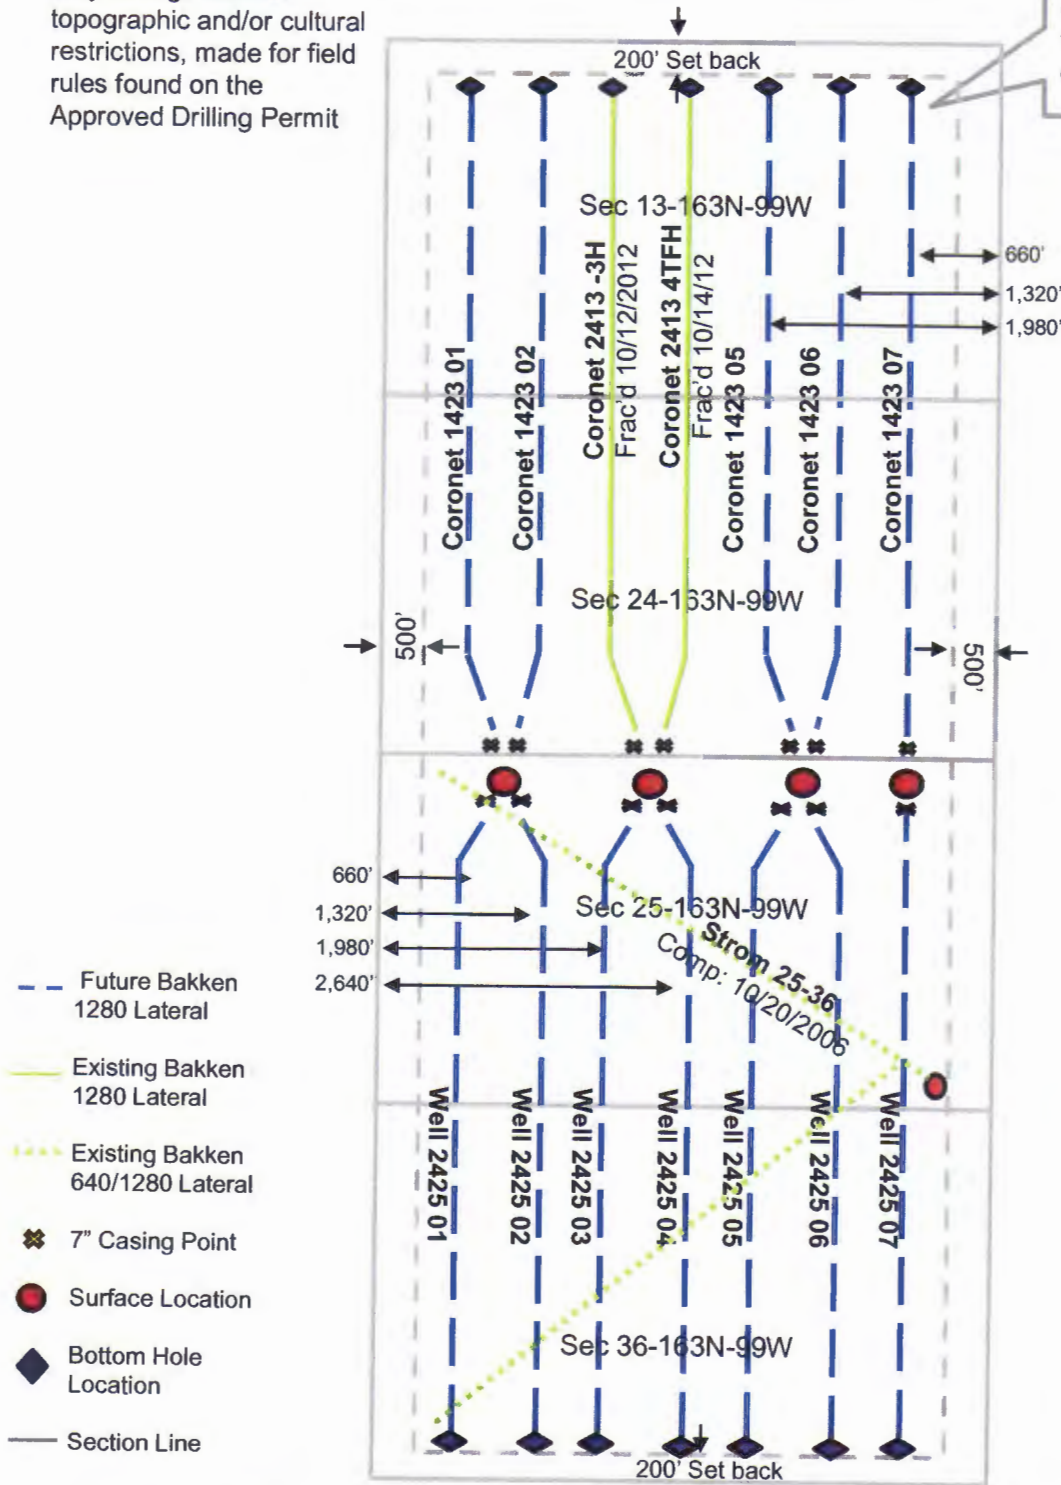 topographic and/or cultural
restrictions, made for field
rules found on the
Approved Drilling Permit
200' Set back
Sec 13-163N-99W
660'
1,320'
1,980'
Coronet 1423 01
Coronet 1423 02
Coronet 2413 -3H
Frac'd 10/12/2012
Coronet 2413 4TFH
Frac'd 10/14/12
Coronet 1423 05
Coronet 1423 06
Coronet 1423 07
Sec 24-163N-99W
500'
500'
660'
1,320'
1,980'
2,640'
Sec 25-163N-99W
Strom 25-36
Comp: 10/20/2006
Well 2425 01
Well 2425 02
Well 2425 03
Well 2425 04
Well 2425 05
Well 2425 06
Well 2425 07
Sec 36-163N-99W
200' Set back
Future Bakken
1280 Lateral
Existing Bakken
1280 Lateral
Existing Bakken
640/1280 Lateral
7" Casing Point
Surface Location
Bottom Hole
Location
Section Line